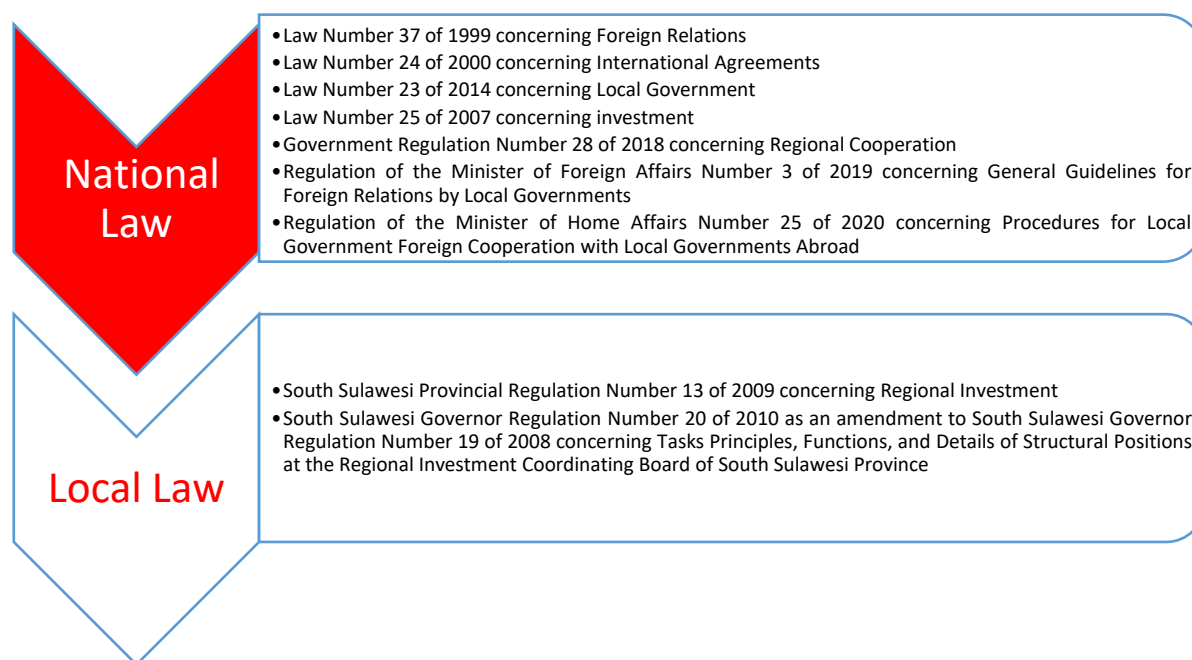 National
Law
•Law Number 37 of 1999 concerning Foreign Relations
•Law Number 24 of 2000 concerning International Agreements
•Law Number 23 of 2014 concerning Local Government
•Law Number 25 of 2007 concerning investment
•Government Regulation Number 28 of 2018 concerning Regional Cooperation
•Regulation of the Minister of Foreign Affairs Number 3 of 2019 concerning General Guidelines for
Foreign Relations by Local Governments
•Regulation of the Minister of Home Affairs Number 25 of 2020 concerning Procedures for Local
Government Foreign Cooperation with Local Governments Abroad
Local Law
•South Sulawesi Provincial Regulation Number 13 of 2009 concerning Regional Investment
•South Sulawesi Governor Regulation Number 20 of 2010 as an amendment to South Sulawesi Governor
Regulation Number 19 of 2008 concerning Tasks Principles, Functions, and Details of Structural Positions
at the Regional Investment Coordinating Board of South Sulawesi Province